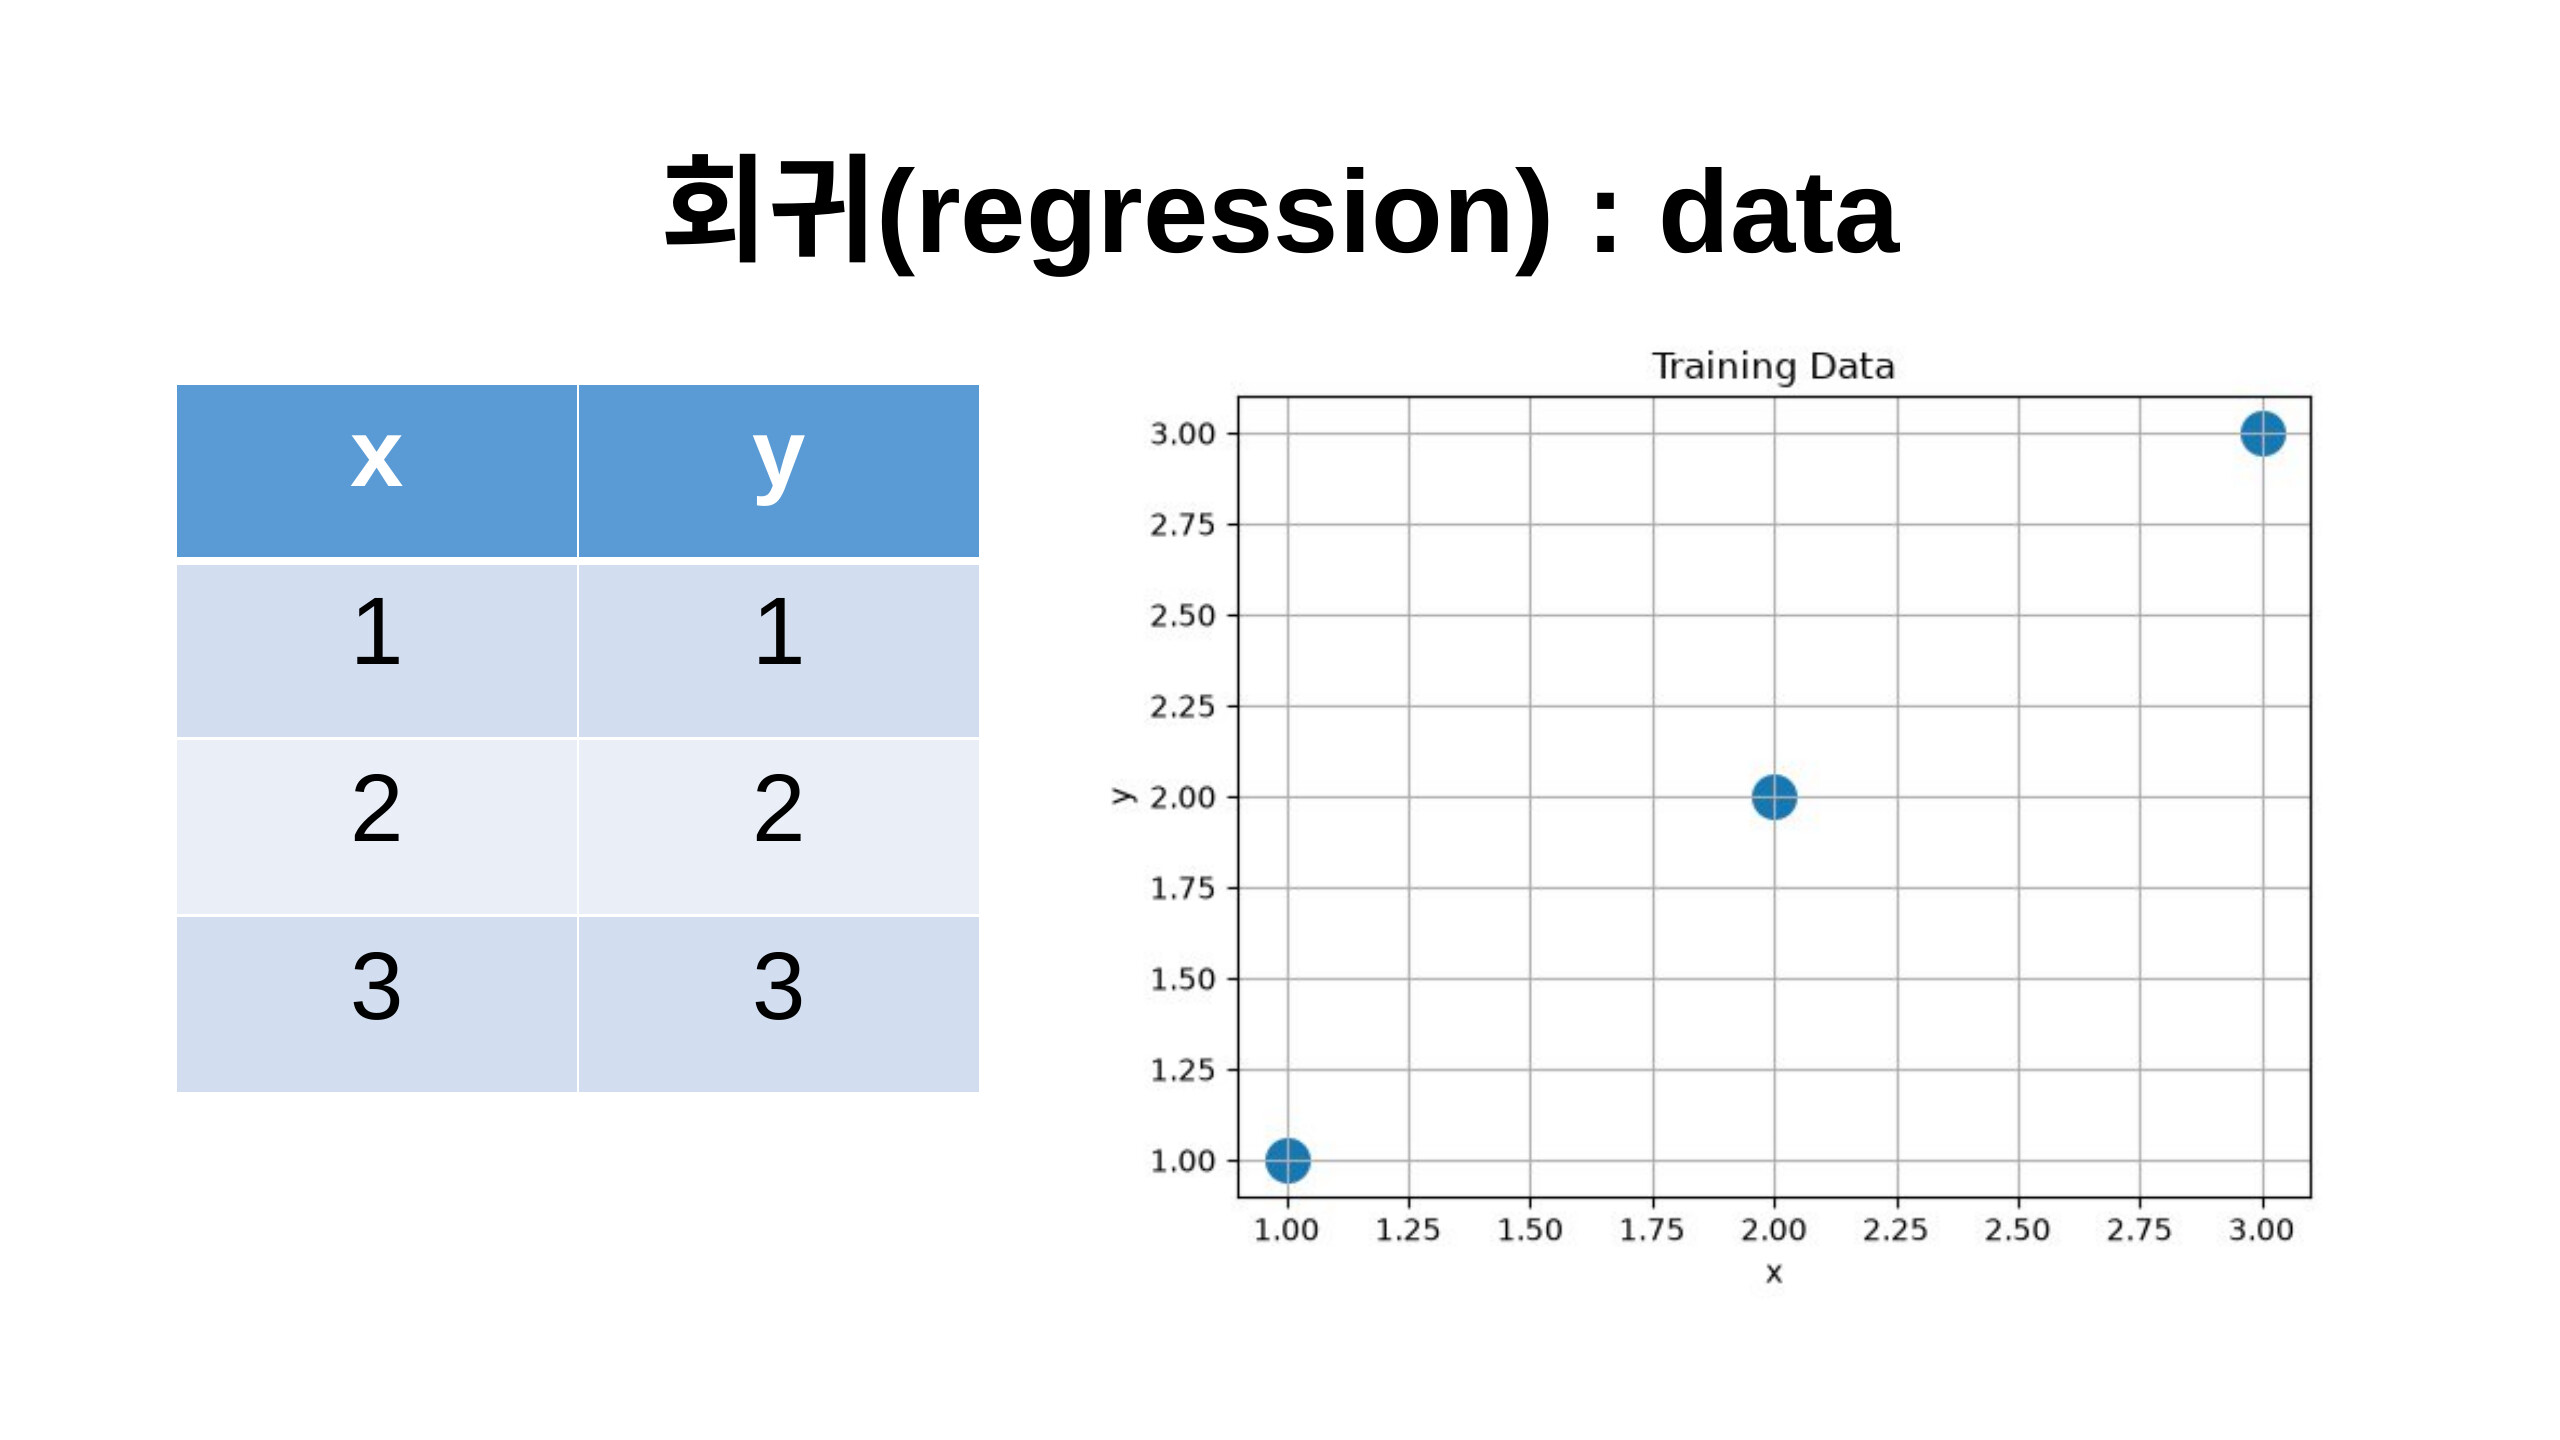 회귀(regression) : data
x y
1 1
2 2
3 3
Training Data
3.00
2.75
2.50
2.25
2.00
1.75
1.50
1.25
1.00
y
1.00 1.25 1.50 1.75 2.00 2.25 2.50 2.75 3.00
x